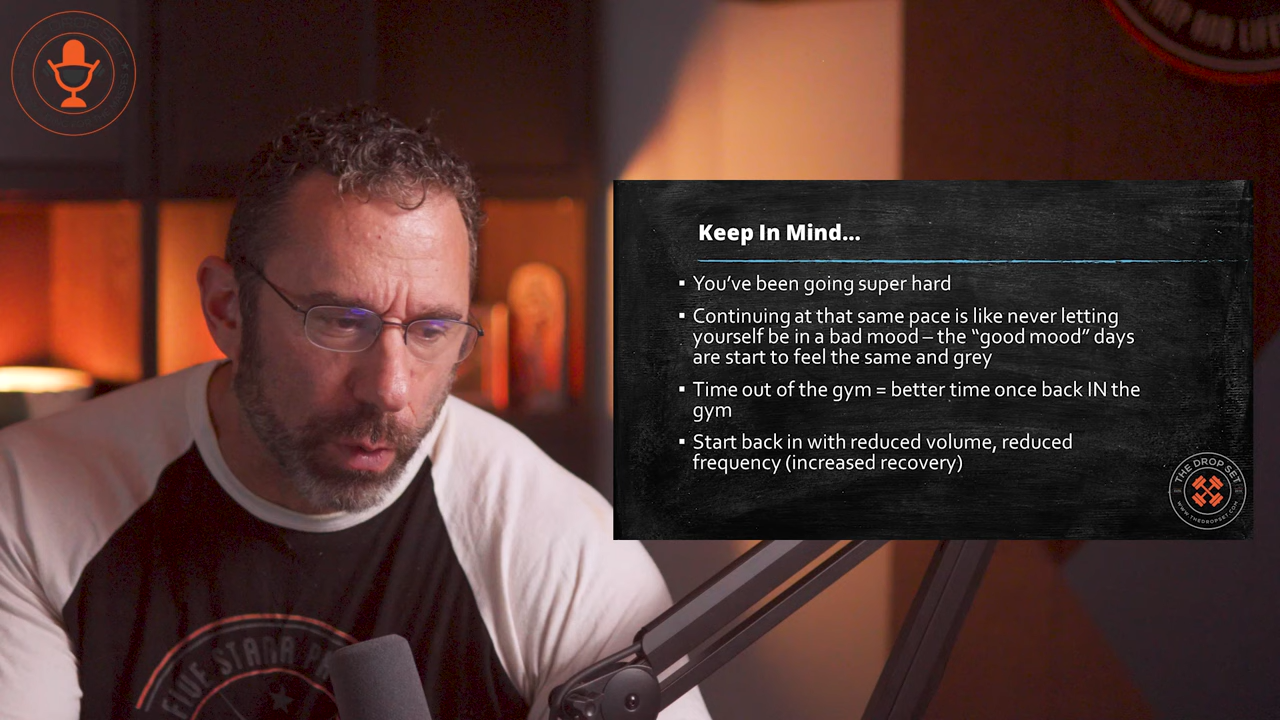 Keep In Mind...
▪ You’ve been going super hard
▪ Continuing at that same pace is like never letting
yourself be in a bad mood – the “good mood” days
are start to feel the same and grey
▪ Time out of the gym = better time once back IN the
gym
▪ Start back in with reduced volume, reduced
frequency (increased recovery)
THE DROP SET
WWW.THEDROPSET.COM
FIVE STARR